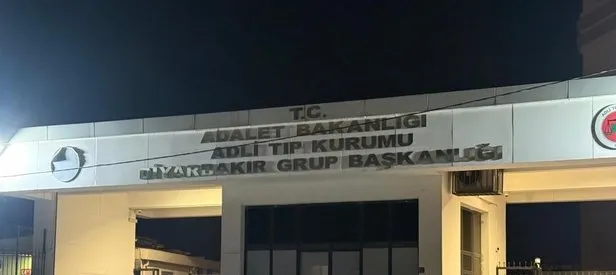 T.C.
ADALET BAKANLIĞI
ADLİ TIP KURUMU
DİYARBAKIR GRUP BAŞKANLIĞI